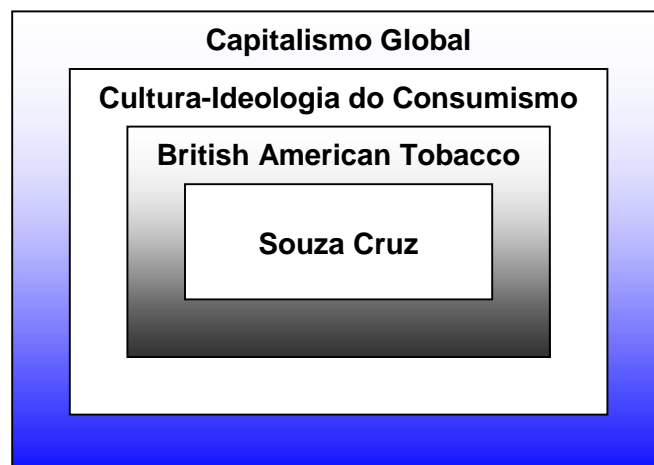 Capitalismo Global
Cultura-Ideologia do Consumismo
British American Tobacco
Souza Cruz